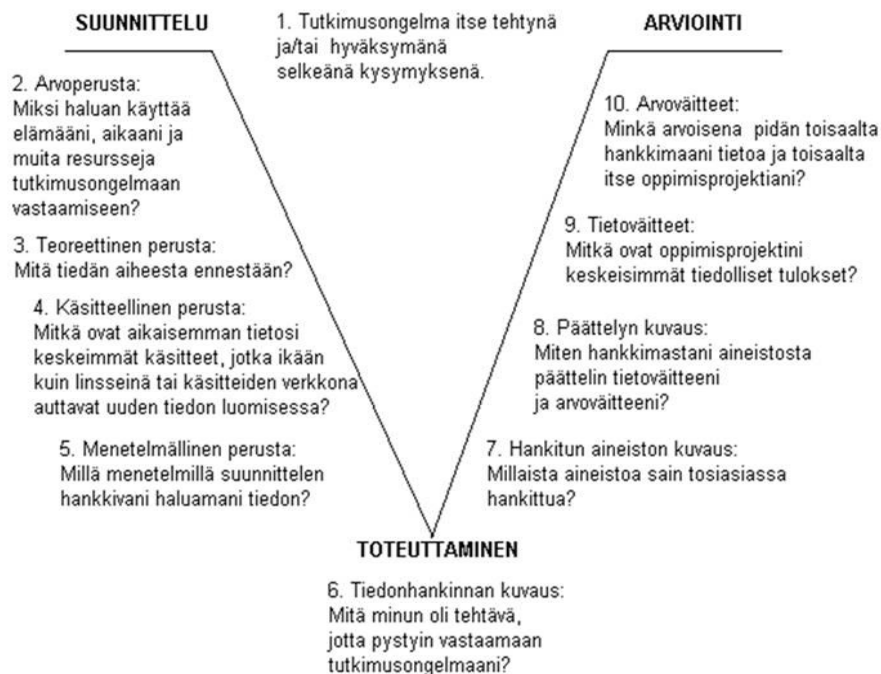 SUUNNITTELU
1. Tutkimusongelma itse tehtynä
ja/tai hyväksymänä
selkeänä kysymyksenä.
ARVIOINTI
2. Arvoperusta:
Miksi haluan käyttää
elämääni, aikaani ja
muita resursseja
tutkimusongelmaan
vastaamiseen?
3. Teoreettinen perusta:
Mitä tiedän aiheesta ennestään?
4. Käsitteellinen perusta:
Mitkä ovat aikaisemman tietosi
keskeimmät käsitteet, jotka ikään
kuin linsseinä tai käsitteiden verkkona
auttavat uuden tiedon luomisessa?
5. Menetelmällinen perusta:
Millä menetelmillä suunnittelen
hankkivani haluamani tiedon?
TOTEUTTAMINEN
6. Tiedonhankinnan kuvaus:
Mitä minun oli tehtävä,
jotta pystyin vastaamaan
tutkimusongelmaani?
10. Arvoväitteet:
Minkä arvoisena pidän toisaalta
hankkimaani tietoa ja toisaalta
itse oppimisprojektiani?
9. Tietoväitteet:
Mitkä ovat oppimisprojektini
keskeisimmät tiedolliset tulokset?
8. Päättelyn kuvaus:
Miten hankkimastani aineistosta
päättelin tietoväitteeni
ja arvoväitteeni?
7. Hankitun aineiston kuvaus:
Millaista aineistoa sain tosiasiassa
hankittua?